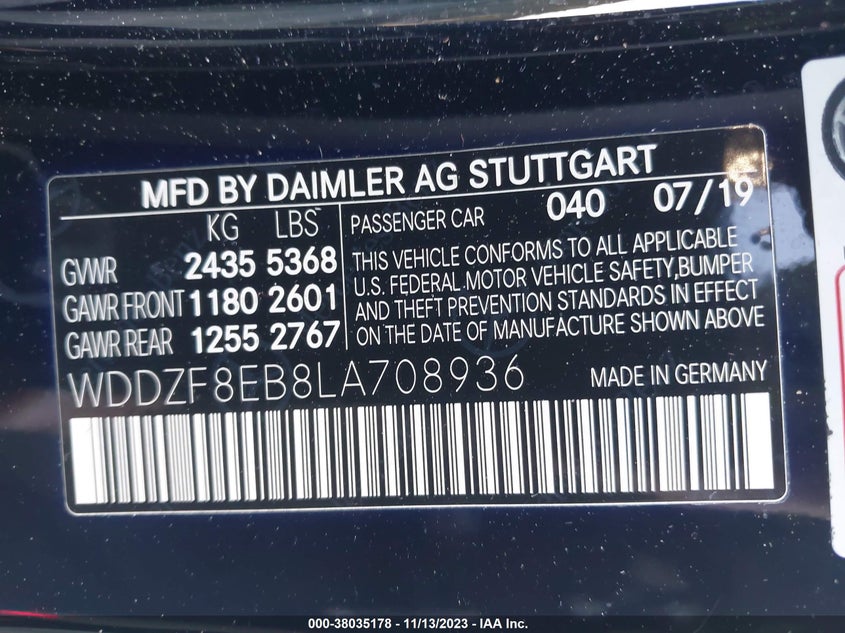 MFD BY DAIMLER AG STUTTGART
KG LBS
GVWR 2435 5368
GAWR FRONT 1180 2601
GAWR REAR 1255 2767
PASSENGER CAR 040 07/19
THIS VEHICLE CONFORMS TO ALL APPLICABLE
U.S. FEDERAL MOTOR VEHICLE SAFETY,BUMPER
AND THEFT PREVENTION STANDARDS IN EFFECT
ON THE DATE OF MANUFACTURE SHOWN ABOVE
WDDZF8EB8LA708936 MADE IN GERMANY
000-38035178 - 11/13/2023 - IAA Inc.